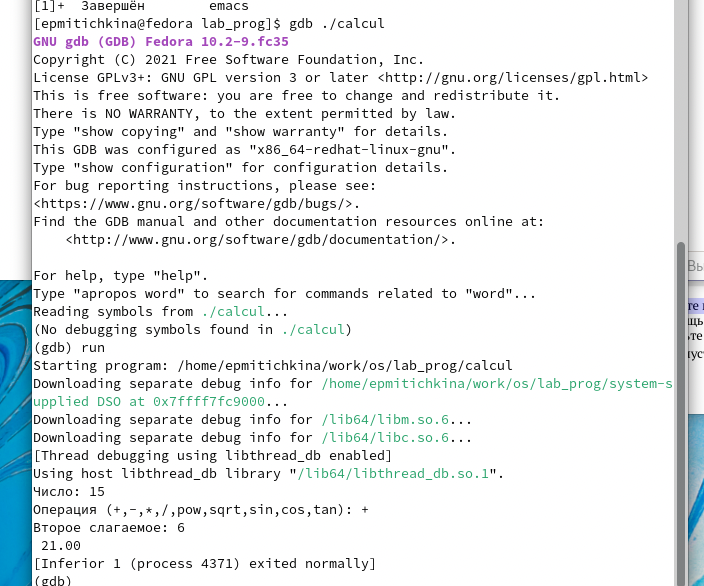 [1]+  Завершён        emacs
[epmitichkina@fedora lab_prog]$ gdb ./calcul
GNU gdb (GDB) Fedora 10.2-9.fc35
Copyright (C) 2021 Free Software Foundation, Inc.
License GPLv3+: GNU GPL version 3 or later <http://gnu.org/licenses/gpl.html>
This is free software: you are free to change and redistribute it.
There is NO WARRANTY, to the extent permitted by law.
Type "show copying" and "show warranty" for details.
This GDB was configured as "x86_64-redhat-linux-gnu".
Type "show configuration" for configuration details.
For bug reporting instructions, please see:
<https://www.gnu.org/software/gdb/bugs/>.
Find the GDB manual and other documentation resources online at:
    <http://www.gnu.org/software/gdb/documentation/>.
For help, type "help".
Type "apropos word" to search for commands related to "word"...
Reading symbols from ./calcul...
(No debugging symbols found in ./calcul)
(gdb) run
Starting program: /home/epmitichkina/work/os/lab_prog/calcul
Downloading separate debug info for /home/epmitichkina/work/os/lab_prog/system-s
upplied DSO at 0x7ffff7fc9000...
Downloading separate debug info for /lib64/libm.so.6...
Downloading separate debug info for /lib64/libc.so.6...
[Thread debugging using libthread_db enabled]
Using host libthread_db library "/lib64/libthread_db.so.1".
Число: 15
Операция (+,-,*,/,pow,sqrt,sin,cos,tan): +
Второе слагаемое: 6
 21.00
[Inferior 1 (process 4371) exited normally]
(gdb)